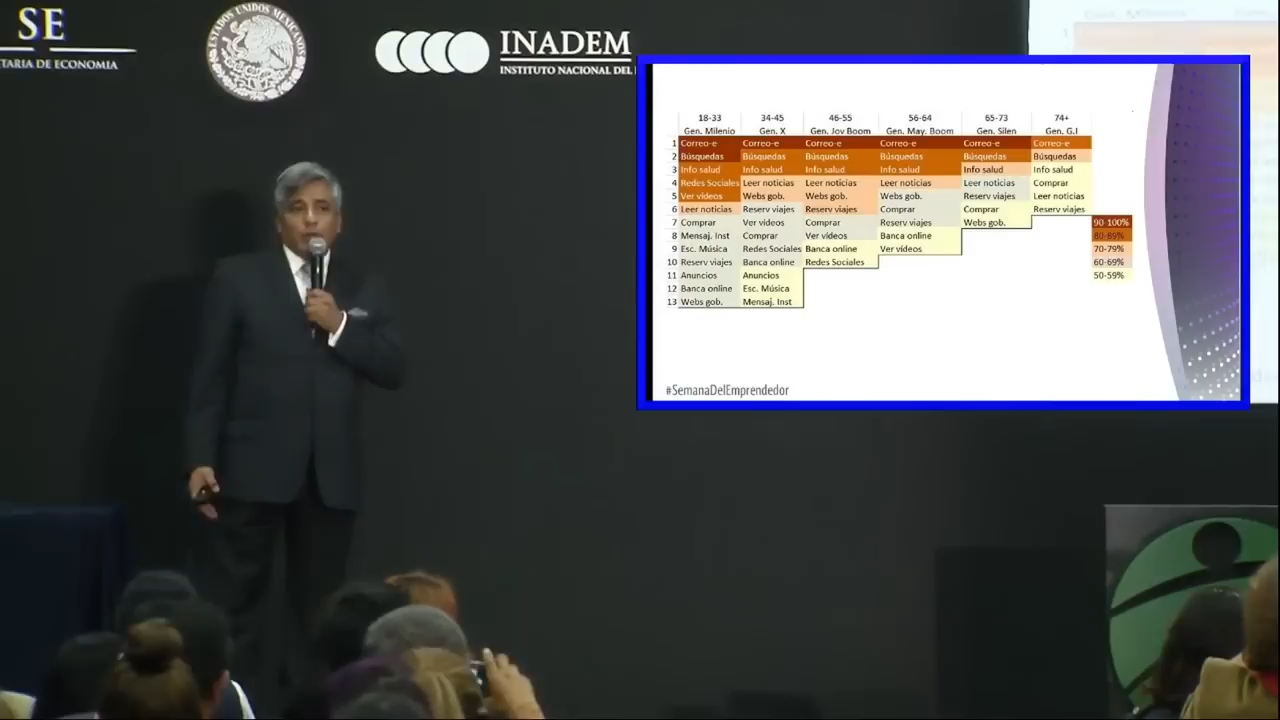 SE
TARIA DE ECONOMIA
ESTADOS UNIDOS MEXICANOS
INADEM
INSTITUTO NACIONAL DEL
18-33 34-45 46-55 56-64 65-73 74+
Gen. Milenio Gen. X Gen. Jov Boom Gen. May. Boom Gen. Silen Gen. G.I
1 Correo-e Correo-e Correo-e Correo-e Correo-e Correo-e
2 Búsquedas Búsquedas Búsquedas Búsquedas Búsquedas Búsquedas
3 Info salud Info salud Info salud Info salud Info salud Info salud
4 Redes Sociales Leer noticias Leer noticias Leer noticias Leer noticias Comprar
5 Ver vídeos Webs gob. Webs gob. Webs gob. Reserv viajes Leer noticias
6 Leer noticias Reserv viajes Reserv viajes Comprar Comprar Reserv viajes
7 Comprar Ver vídeos Comprar Reserv viajes Webs gob. 90-100%
8 Mensaj. Inst Comprar Ver vídeos Banca online 80-89%
9 Esc. Música Redes Sociales Banca online Ver vídeos 70-79%
10 Reserv viajes Banca online Redes Sociales 60-69%
11 Anuncios Anuncios 50-59%
12 Banca online Esc. Música
13 Webs gob. Mensaj. Inst
#SemanaDelEmprendedor